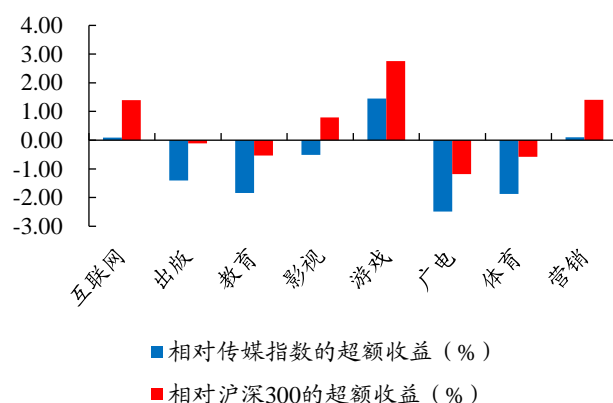 4.00
3.00
2.00
1.00
0.00
-1.00
-2.00
-3.00
互联网
出版
教育
影视
游戏
广电
体育
营销
相对传媒指数的超额收益（%）
相对沪深300的超额收益（%）